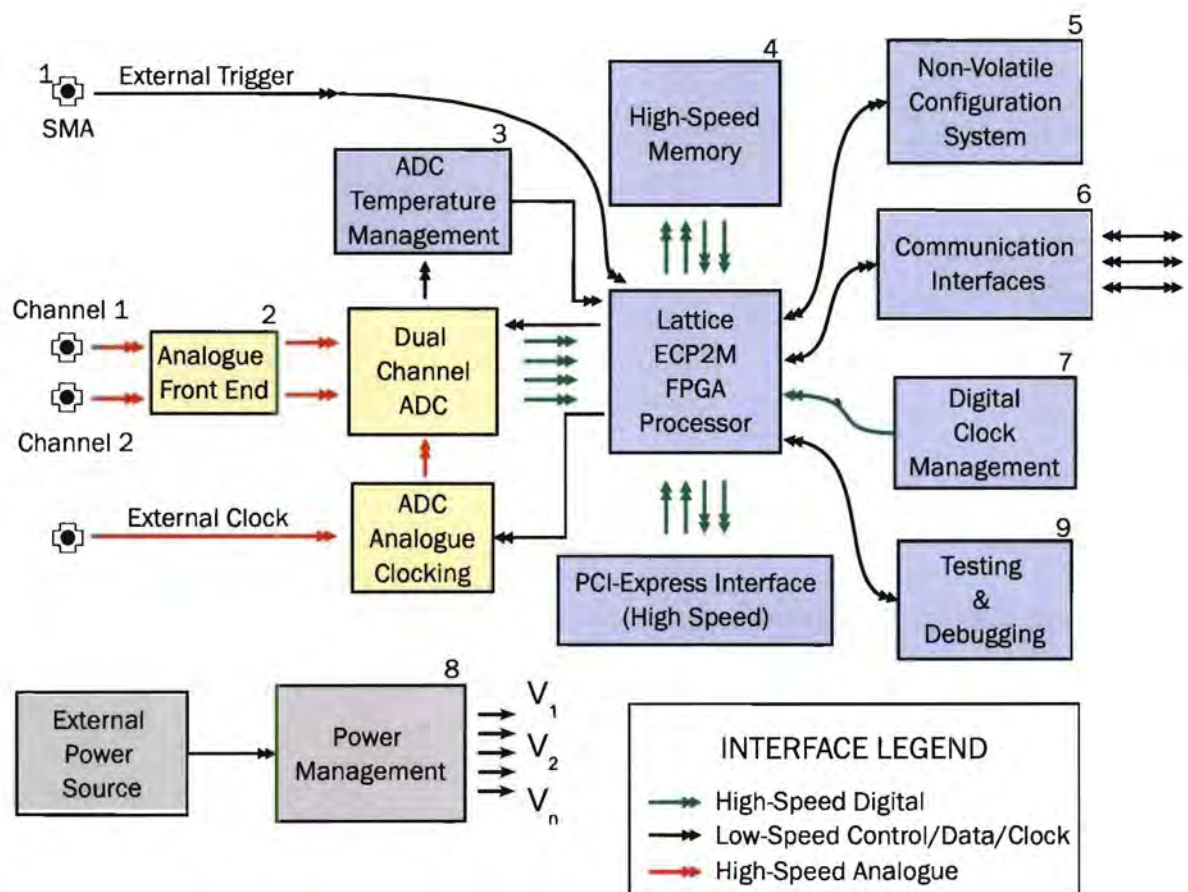 1
External Trigger
SMA
3
ADC
Temperature
Management
4
High-Speed
Memory
5
Non-Volatile
Configuration
System
6
Communication
Interfaces
Channel 1
2
Analogue
Front End
Channel 2
Dual
Channel
ADC
Lattice
ECP2M
FPGA
Processor
7
Digital
Clock
Management
External Clock
ADC
Analogue
Clocking
PCI-Express Interface
(High Speed)
9
Testing
&
Debugging
External
Power
Source
8
Power
Management
V1
V2
Vn
INTERFACE LEGEND
High-Speed Digital
Low-Speed Control/Data/Clock
High-Speed Analogue